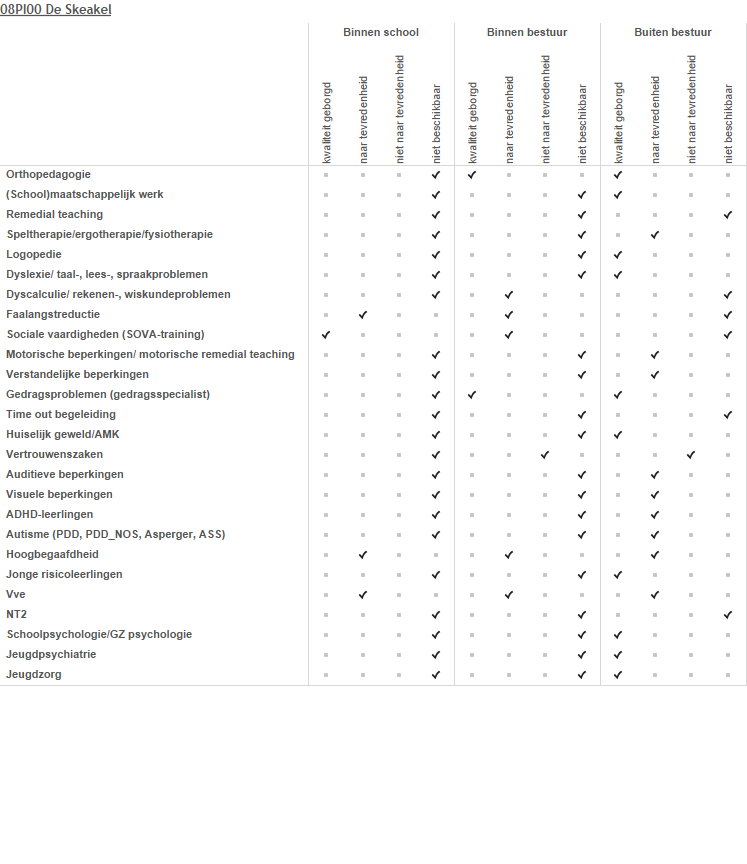 08PI00 De Skeakel
Binnen school Binnen bestuur Buiten bestuur
kwaliteit geborgd naar tevredenheid niet naar tevredenheid niet beschikbaar kwaliteit geborgd naar tevredenheid niet naar tevredenheid niet beschikbaar kwaliteit geborgd naar tevredenheid niet naar tevredenheid niet beschikbaar
Orthopedagogie
(School)maatschappelijk werk
Remedial teaching
Speltherapie/ergotherapie/fysiotherapie
Logopedie
Dyslexie/ taal-, lees-, spraakproblemen
Dyscalculie/ rekenen-, wiskundeproblemen
Faalangstreductie
Sociale vaardigheden (SOVA-training)
Motorische beperkingen/ motorische remedial teaching
Verstandelijke beperkingen
Gedragsproblemen (gedragsspecialist)
Time out begeleiding
Huiselijk geweld/AMK
Vertrouwenszaken
Auditieve beperkingen
Visuele beperkingen
ADHD-leerlingen
Autisme (PDD, PDD_NOS, Asperger, ASS)
Hoogbegaafdheid
Jonge risicoleerlingen
Vve
NT2
Schoolpsychologie/GZ psychologie
Jeugdpsychiatrie
Jeugdzorg